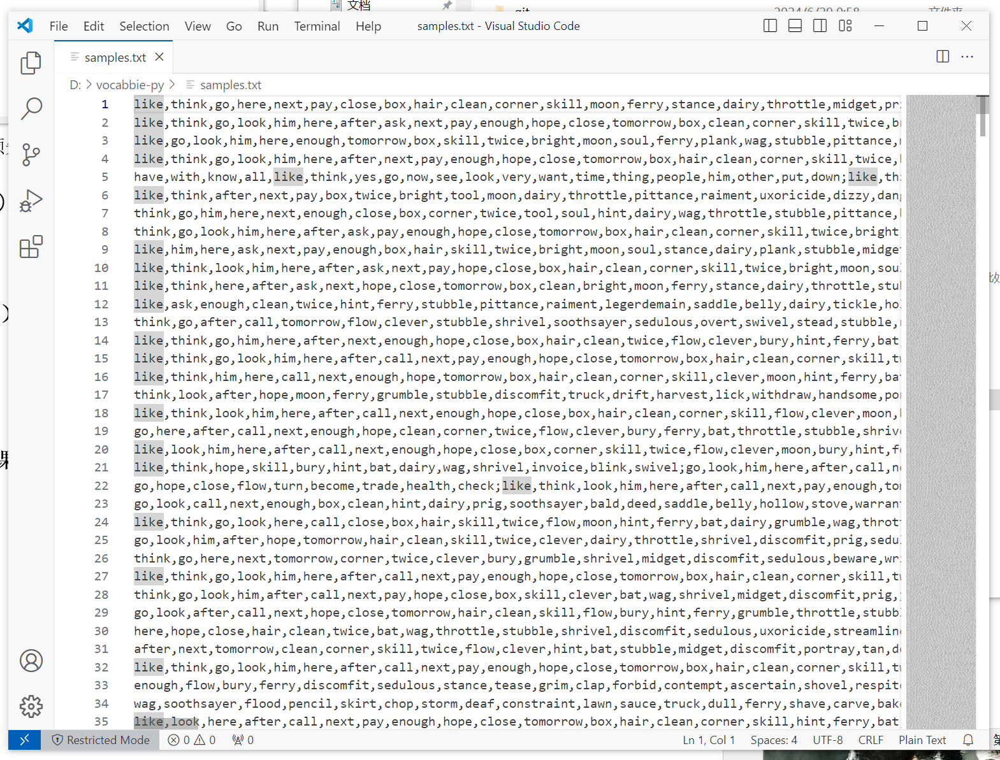 文档
git
2024/6/29 0:58
文件夹
File Edit Selection View Go Run Terminal Help
samples.txt - Visual Studio Code
samples.txt
D: > vocabbie-py > samples.txt
1 like,think,go,here,next,pay,close,box,hair,clean,corner,skill,moon,ferry,stance,dairy,throttle,midget,pri
2 like,think,go,look,him,here,after,ask,next,pay,enough,hope,close,tomorrow,box,clean,corner,skill,twice,br
3 like,go,look,him,here,enough,tomorrow,box,skill,twice,bright,moon,soul,ferry,plank,wag,stubble,pittance,
4 like,think,go,look,him,here,after,next,pay,enough,hope,close,tomorrow,box,hair,clean,corner,skill,twice,b
5 have,with,know,all,like,think,yes,go,now,see,look,very,want,time,thing,people,him,other,put,down;like,th
6 like,think,after,next,pay,box,twice,bright,tool,moon,dairy,throttle,pittance,raiment,uxoricide,dizzy,dan
7 think,go,him,here,next,enough,close,box,corner,twice,tool,soul,hint,dairy,wag,throttle,stubble,pittance,
8 think,go,look,him,here,after,ask,pay,enough,hope,close,tomorrow,box,hair,clean,corner,skill,twice,bright,
9 like,him,here,ask,next,pay,enough,box,hair,skill,twice,bright,moon,soul,stance,dairy,plank,stubble,midget
10 like,think,look,him,here,after,ask,next,pay,hope,close,box,hair,clean,corner,skill,twice,bright,moon,sou
11 like,think,here,after,ask,next,hope,close,tomorrow,box,clean,bright,moon,ferry,stance,dairy,throttle,stu
12 like,ask,enough,clean,twice,hint,ferry,stubble,pittance,raiment,legerdemain,saddle,belly,dairy,tickle,ho
13 think,go,after,call,tomorrow,flow,clever,stubble,shrivel,soothsayer,sedulous,overt,swivel,stead,stubble,
14 like,think,go,him,here,after,next,enough,hope,close,box,hair,clean,twice,flow,clever,bury,hint,ferry,bat,
15 like,think,go,look,him,here,after,call,next,pay,enough,hope,close,tomorrow,box,hair,clean,corner,skill,tw
16 like,think,him,here,call,next,enough,hope,tomorrow,box,hair,clean,corner,skill,clever,moon,hint,ferry,ba
17 think,look,after,hope,moon,ferry,grumble,stubble,discomfit,truck,drift,harvest,lick,withdraw,handsome,po
18 like,think,look,him,here,after,call,next,enough,hope,close,box,hair,clean,corner,skill,flow,clever,moon,
19 go,here,after,call,next,enough,hope,clean,corner,twice,flow,clever,bury,ferry,bat,throttle,stubble,shriv
20 like,look,him,here,after,call,next,enough,hope,close,box,corner,skill,twice,flow,clever,moon,bury,hint,f
21 like,think,hope,skill,bury,hint,bat,dairy,wag,shrivel,invoice,blink,swivel;go,look,him,here,after,call,n
22 go,hope,close,flow,turn,become,trade,health,check;like,think,look,him,here,after,call,next,pay,enough,to
23 go,look,call,next,enough,box,clean,hint,dairy,prig,soothsayer,bald,deed,saddle,belly,hollow,stove,warran
24 like,think,go,look,here,call,close,box,hair,skill,twice,flow,moon,hint,ferry,bat,dairy,grumble,wag,throt
25 go,look,him,after,hope,tomorrow,hair,clean,skill,twice,clever,dairy,throttle,shrivel,discomfit,prig,sedu
26 think,go,here,next,tomorrow,corner,twice,clever,bury,grumble,shrivel,midget,discomfit,sedulous,beware,wr
27 like,think,go,look,him,here,after,call,next,pay,enough,hope,close,tomorrow,box,hair,clean,corner,skill,tw
28 think,go,look,him,after,call,next,pay,hope,close,box,skill,clever,bat,wag,shrivel,midget,discomfit,prig,
29 go,look,after,call,next,hope,close,tomorrow,hair,clean,skill,flow,bury,hint,ferry,grumble,throttle,stubb
30 here,hope,close,hair,clean,twice,bat,wag,throttle,stubble,shrivel,discomfit,sedulous,uxoricide,streamlin
31 after,next,tomorrow,clean,corner,skill,twice,flow,clever,hint,bat,stubble,midget,discomfit,portray,tan,d
32 like,think,go,look,him,here,after,call,next,pay,enough,hope,close,tomorrow,box,hair,clean,corner,skill,tw
33 enough,flow,bury,ferry,discomfit,sedulous,stance,tease,grim,clap,forbid,contempt,ascertain,shovel,respit
34 wag,soothsayer,flood,pencil,skirt,chop,storm,deaf,constraint,lawn,sauce,truck,dull,ferry,shave,carve,bak
35 like,look,here,after,call,next,pay,enough,hope,close,tomorrow,box,hair,clean,corner,skill,hint,ferry,bat,
Restricted Mode 0 0 0 Ln 1, Col 1 Spaces: 4 UTF-8 CRLF Plain Text